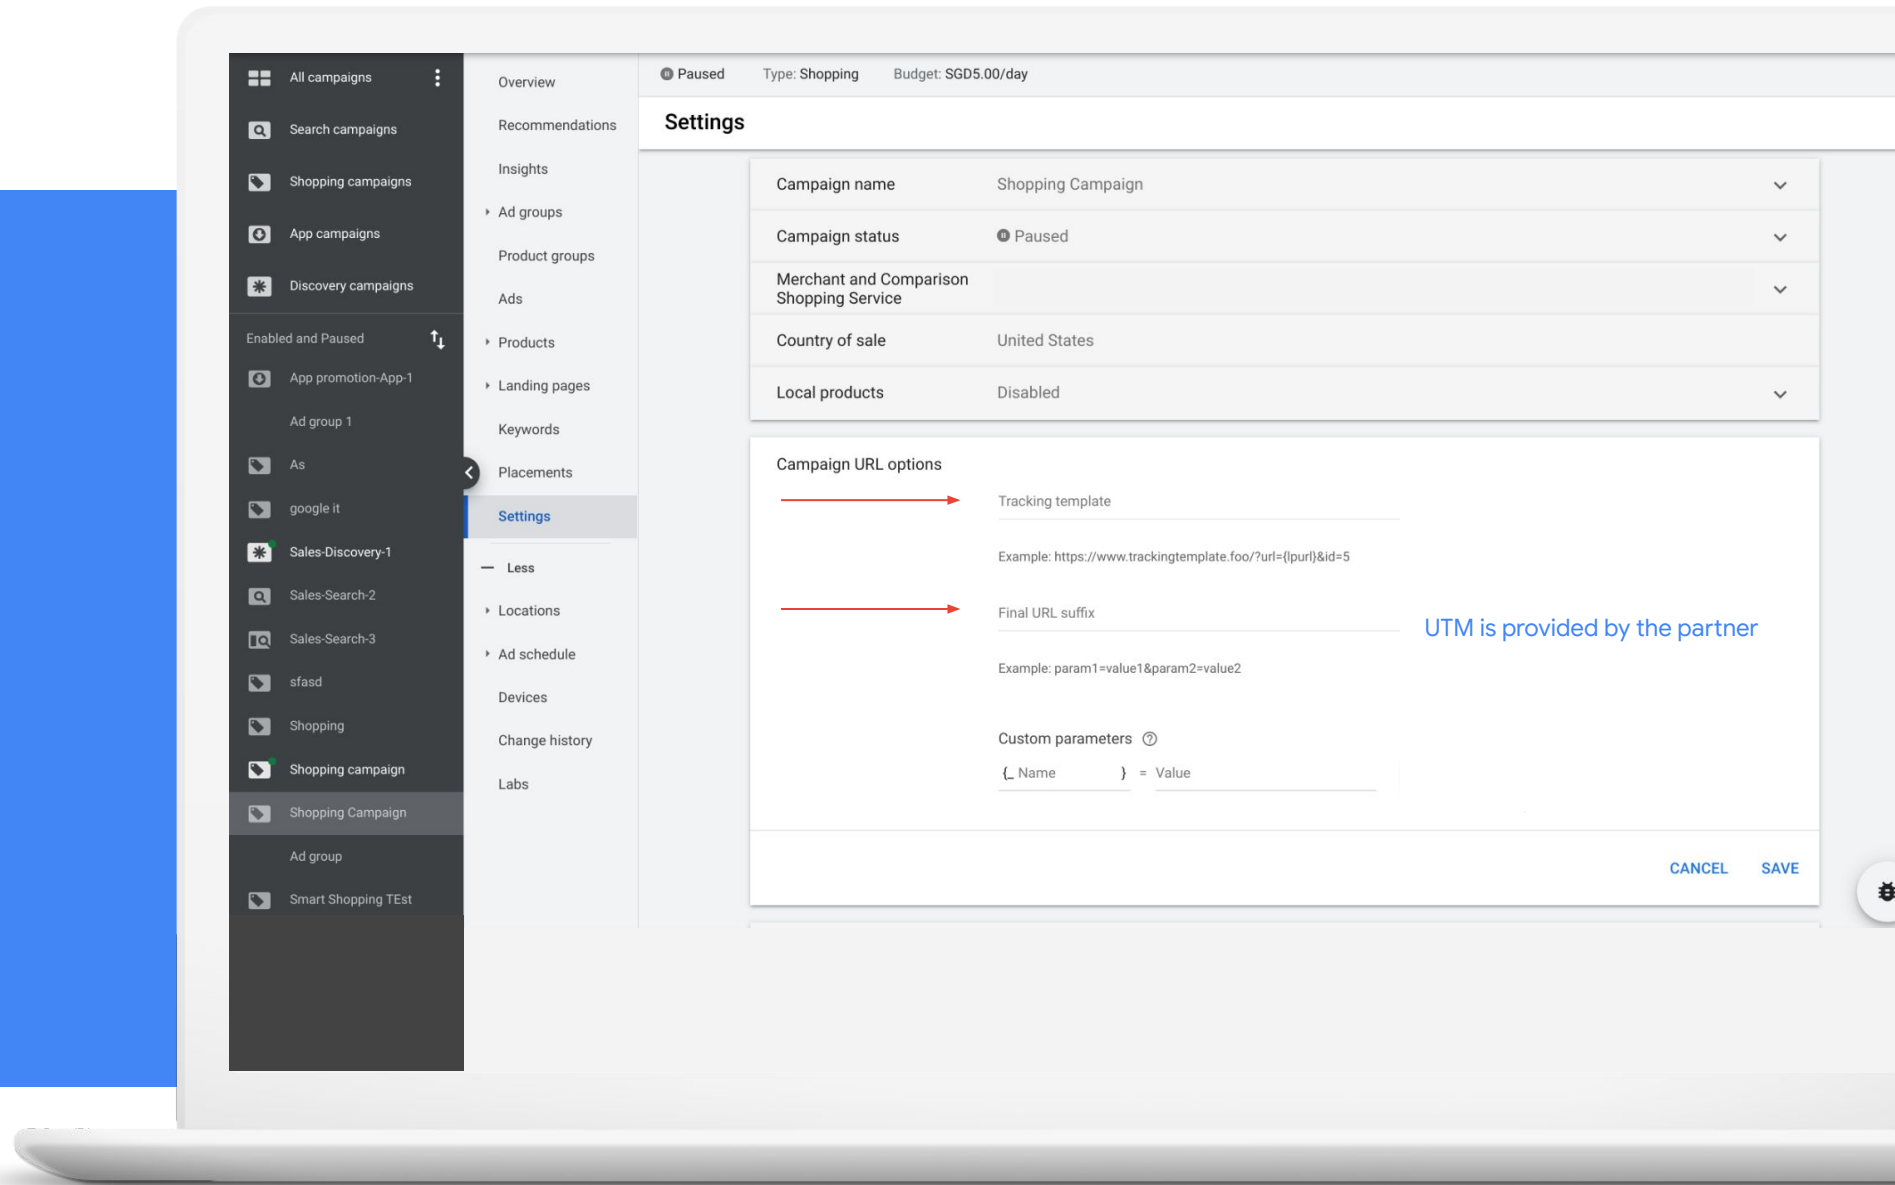 All campaigns
Search campaigns
Shopping campaigns
App campaigns
Discovery campaigns
Enabled and Paused
App promotion-App-1
Ad group 1
As
google it
Sales-Discovery-1
Sales-Search-2
Sales-Search-3
sfasd
Shopping
Shopping campaign
Shopping Campaign
Ad group
Smart Shopping TEst
Overview
Recommendations
Insights
Ad groups
Product groups
Ads
Products
Landing pages
Keywords
Placements
Settings
Less
Locations
Ad schedule
Devices
Change history
Labs
Paused Type: Shopping Budget: SGD5.00/day
Settings
Campaign name Shopping Campaign
Campaign status Paused
Merchant and Comparison
Shopping Service
Country of sale United States
Local products Disabled
Campaign URL options
Tracking template
Example: https://www.trackingtemplate.foo/?url={lpurl}&id=5
Final URL suffix
UTM is provided by the partner
Example: param1=value1&param2=value2
Custom parameters
{_ Name } = Value
CANCEL SAVE